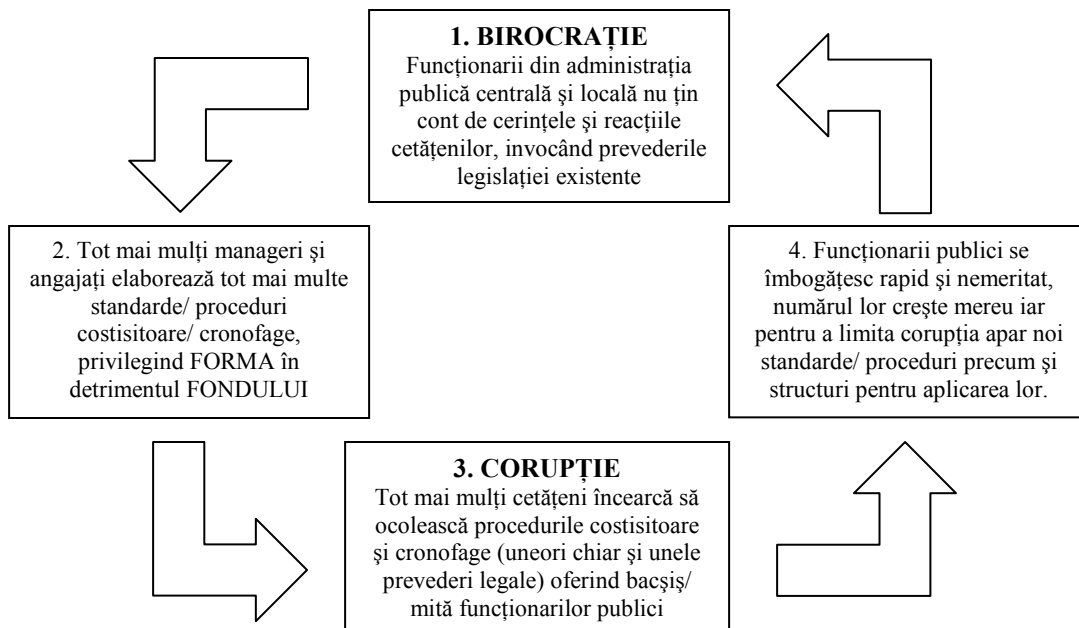 1. BIROCRAȚIE
Funcționarii din administrația
publică centrală şi locală nu țin
cont de cerințele şi reacțiile
cetățenilor, invocând prevederile
legislației existente
2. Tot mai mulți manageri şi
angajați elaborează tot mai multe
standarde/ proceduri
costisitoare/ cronofage,
privilegind FORMA în
detrimentul FONDULUI
3. CORUPȚIE
Tot mai mulți cetățeni încearcă să
ocolească procedurile costisitoare
şi cronofage (uneori chiar şi unele
prevederi legale) oferind bacşiş/
mită funcționarilor publici
4. Funcționarii publici se
îmbogățesc rapid şi nemeritat,
numărul lor creşte mereu iar
pentru a limita corupția apar noi
standarde/ proceduri precum şi
structuri pentru aplicarea lor.